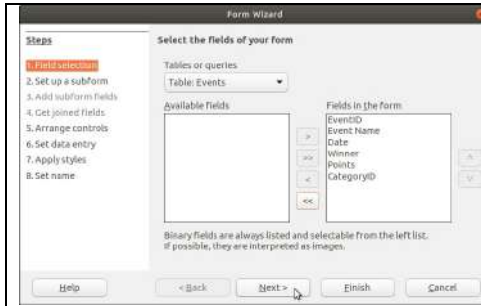 Form Wizard
Steps
1. Field selection
2. Set up a subform
3. Add subform fields
4. Get joined fields
5. Arrange controls
6. Set data entry
7. Apply styles
8. Set name
Select the fields of your form
Tables or queries
Table: Events
Available fields
Fields in the form
EventID
Event Name
Date
Winner
Points
CategoryID
>
>>
<
<<
Binary fields are always listed and selectable from the left list.
If possible, they are interpreted as images.
Help
< Back
Next >
Finish
Cancel